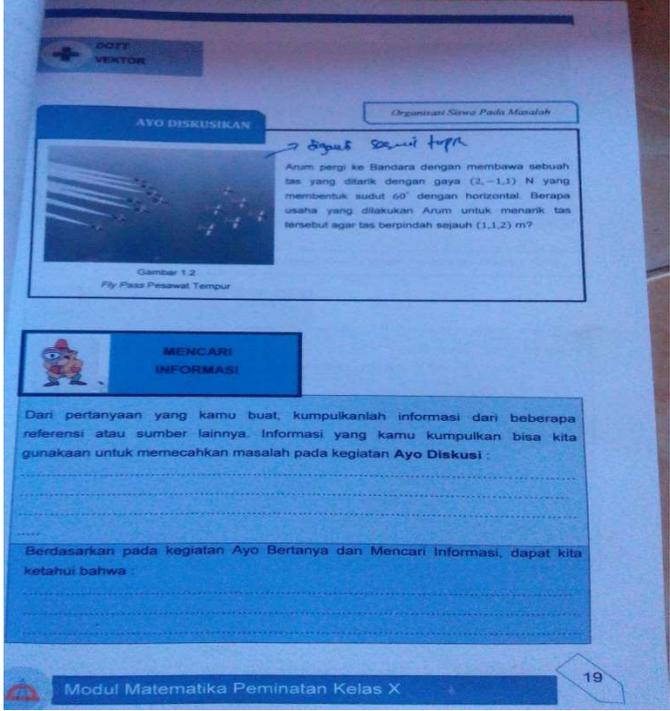 DOTT
VEKTOR
Organisasi Siswa Pada Masalah
AYO DISKUSIKAN
Arum pergi ke Bandara dengan membawa sebuah
tas yang ditarik dengan gaya (2,−1,1) N yang
membentuk sudut 60° dengan horizontal. Berapa
usaha yang dilakukan Arum untuk menarik tas
tersebut agar tas berpindah sejauh (1,1,2) m?
Gambar 1.2
Fly Pass Pesawat Tempur
MENCARI
INFORMASI
Dari pertanyaan yang kamu buat, kumpulkanlah informasi dari beberapa
referensi atau sumber lainnya. Informasi yang kamu kumpulkan bisa kita
gunakaan untuk memecahkan masalah pada kegiatan Ayo Diskusi :
Berdasarkan pada kegiatan Ayo Bertanya dan Mencari Informasi, dapat kita
ketahui bahwa :
19
Modul Matematika Peminatan Kelas X